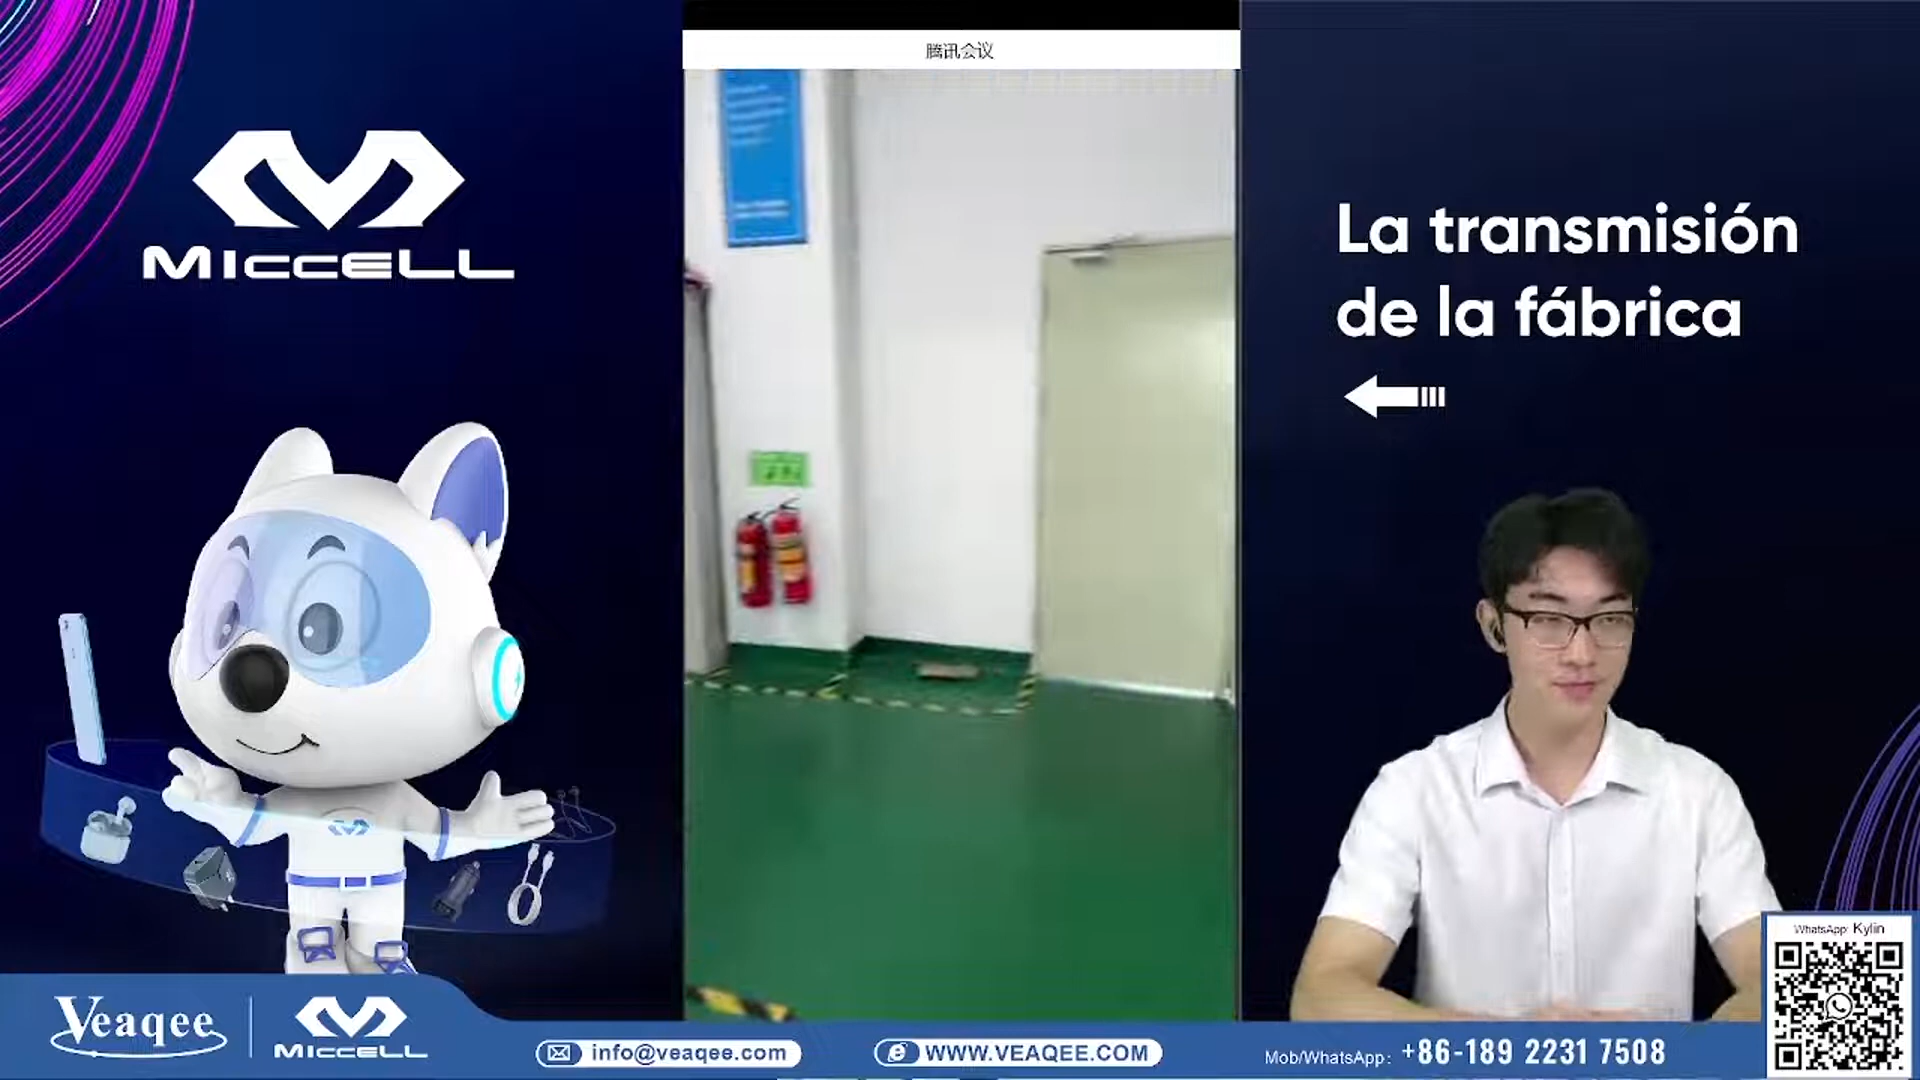 腾讯会议
MICCELL
La transmisión
de la fábrica
WhatsApp: Kylin
Veaqee
MICCELL
info@veaqee.com
WWW.VEAQEE.COM
Mob/WhatsApp: +86-189 2231 7508